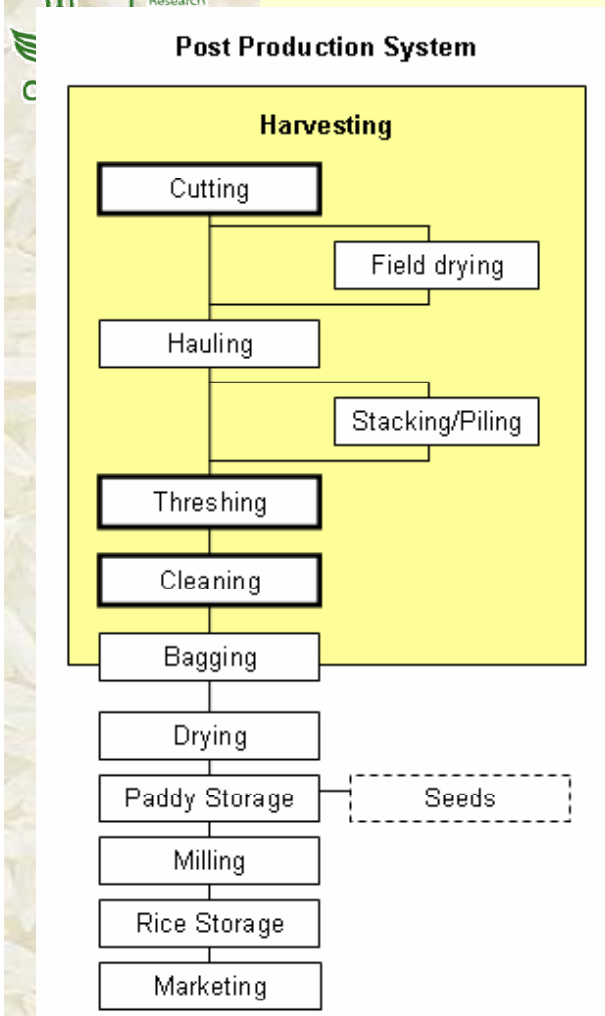 Research
C
Post Production System
Harvesting
Cutting
Field drying
Hauling
Stacking/Piling
Threshing
Cleaning
Bagging
Drying
Paddy Storage
Seeds
Milling
Rice Storage
Marketing